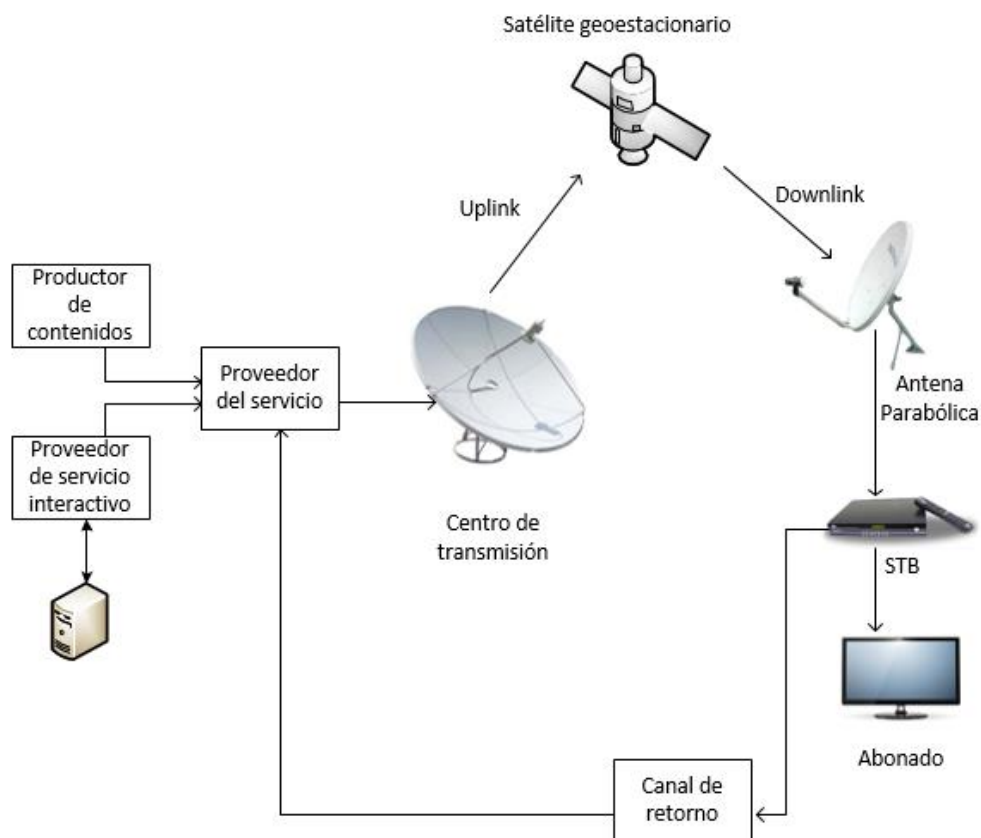 Satélite geoestacionario
Uplink
Downlink
Productor
de
contenidos
Proveedor
del servicio
Antena
Parabólica
Proveedor
de servicio
interactivo
Centro de
transmisión
STB
Abonado
Canal de
retorno